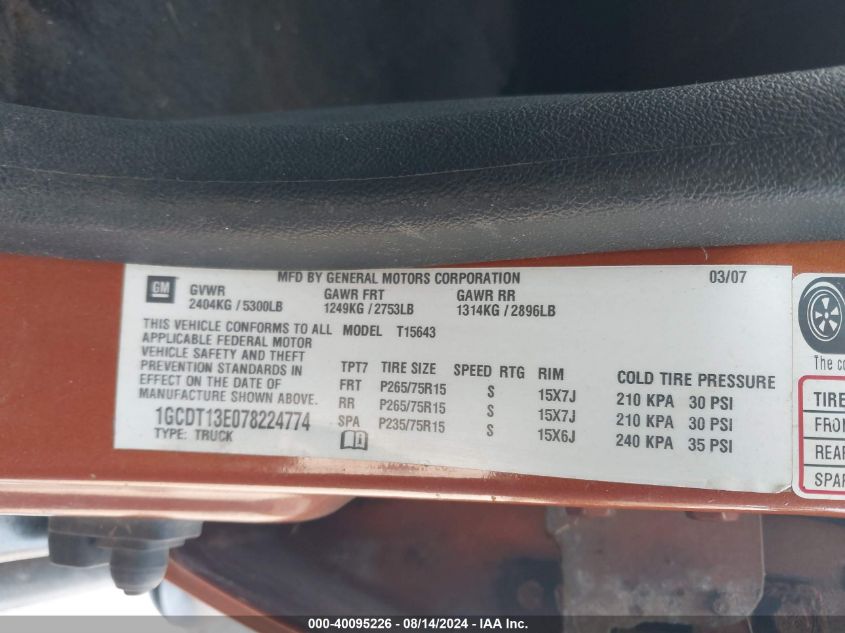 MFD BY GENERAL MOTORS CORPORATION 03/07
GM GVWR GAWR FRT GAWR RR
2404KG / 5300LB 1249KG / 2753LB 1314KG / 2896LB
THIS VEHICLE CONFORMS TO ALL MODEL T15643
APPLICABLE FEDERAL MOTOR
VEHICLE SAFETY AND THEFT
PREVENTION STANDARDS IN
EFFECT ON THE DATE OF
MANUFACTURE SHOWN ABOVE.
1GCDT13E078224774
TYPE: TRUCK
TPT7 TIRE SIZE SPEED RTG RIM COLD TIRE PRESSURE
FRT P265/75R15 S 15X7J 210 KPA 30 PSI
RR P265/75R15 S 15X7J 210 KPA 30 PSI
SPA P235/75R15 S 15X6J 240 KPA 35 PSI
The co
TIRE
FRON
REAR
SPAR
000-40095226 - 08/14/2024 - IAA Inc.